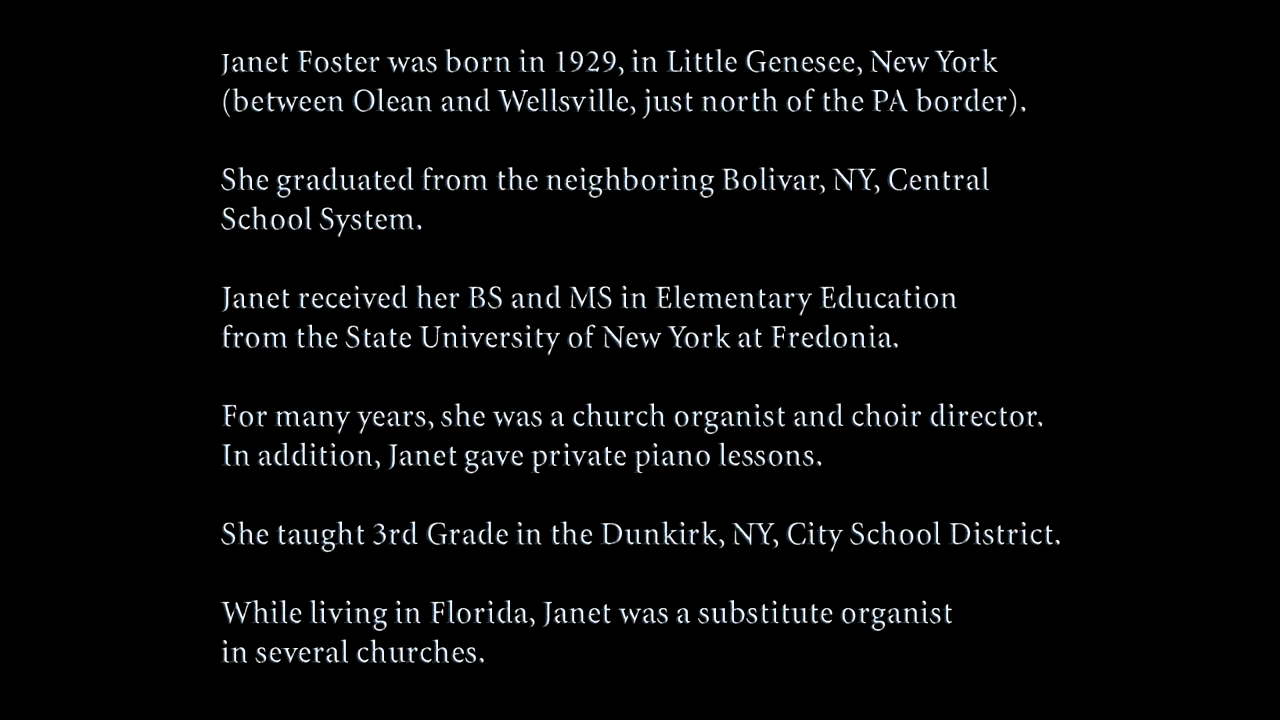 Janet Foster was born in 1929, in Little Genesee, New York
(between Olean and Wellsville, just north of the PA border).
She graduated from the neighboring Bolivar, NY, Central
School System.
Janet received her BS and MS in Elementary Education
from the State University of New York at Fredonia.
For many years, she was a church organist and choir director.
In addition, Janet gave private piano lessons.
She taught 3rd Grade in the Dunkirk, NY, City School District.
While living in Florida, Janet was a substitute organist
in several churches.